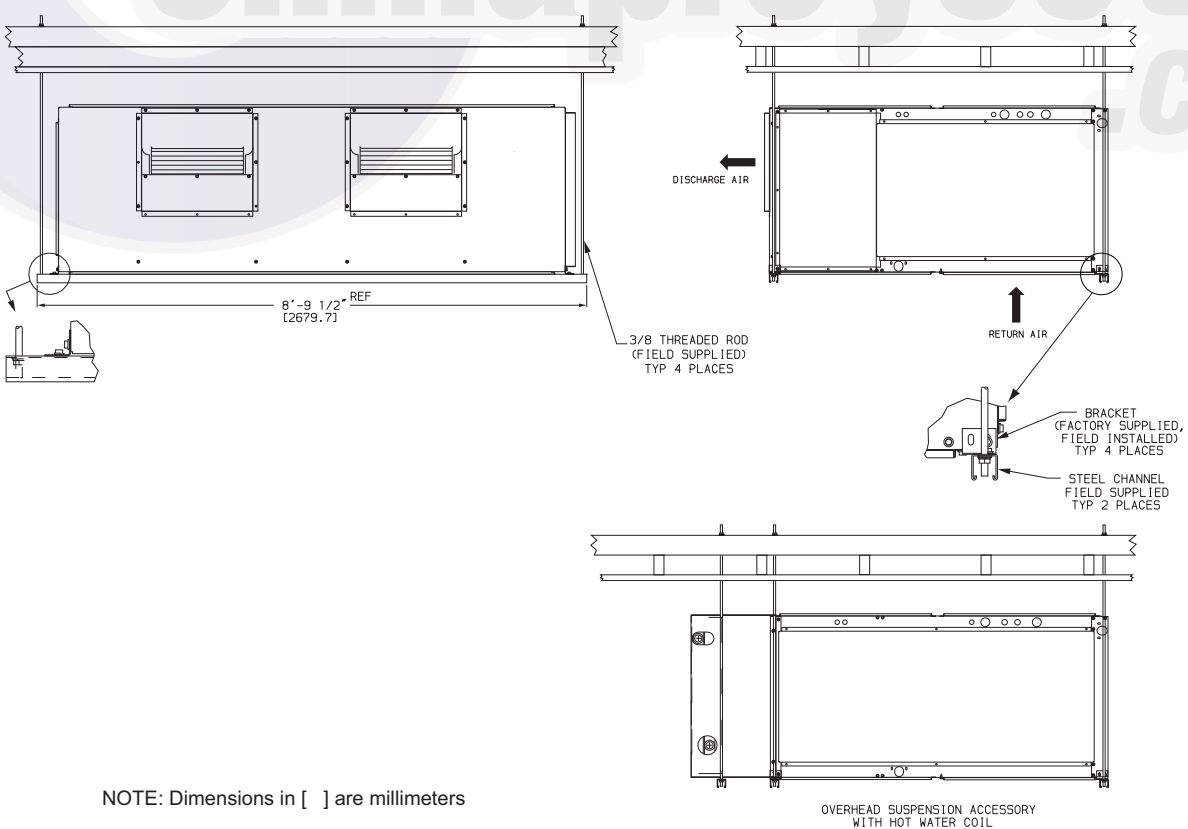 DISCHARGE AIR
8'-9 1/2" REF
[2679.7]
RETURN AIR
3/8 THREADED ROD
(FIELD SUPPLIED)
TYP 4 PLACES
BRACKET
(FACTORY SUPPLIED,
FIELD INSTALLED)
TYP 4 PLACES
STEEL CHANNEL
FIELD SUPPLIED
TYP 2 PLACES
NOTE: Dimensions in [ ] are millimeters
OVERHEAD SUSPENSION ACCESSORY
WITH HOT WATER COIL